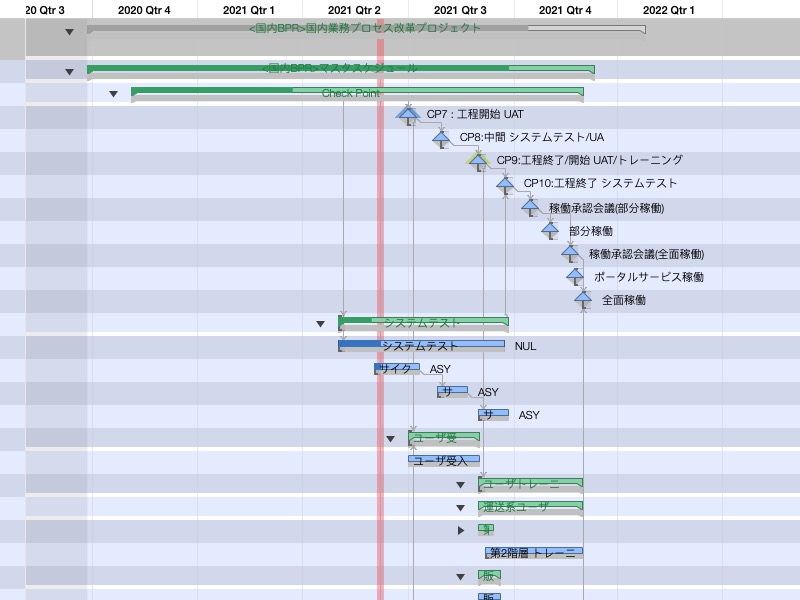 20 Qtr 3 2020 Qtr 4 2021 Qtr 1 2021 Qtr 2 2021 Qtr 3 2021 Qtr 4 2022 Qtr 1
<国内BPR>国内業務プロセス改革プロジェクト
<国内BPR>マスタスケジュール
Check Point
CP7 : 工程開始 UAT
CP8:中間 システムテスト/UA
CP9:工程終了/開始 UAT/トレーニング
CP10:工程終了 システムテスト
稼働承認会議(部分稼働)
部分稼働
稼働承認会議(全面稼働)
ポータルサービス稼働
全面稼働
システムテスト
システムテスト NUL
サイク ASY
サ ASY
サ ASY
ユーザ受
ユーザ受入
ユーザトレーニ
運送系ユーザ
第2階層 トレーニ
販
販